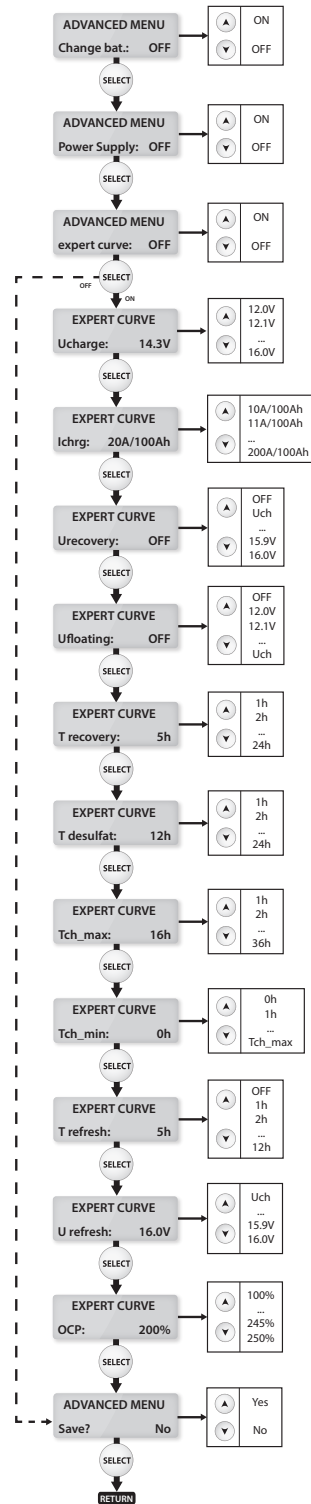 ADVANCED MENU
Change bat.: OFF
ON
OFF
SELECT
ADVANCED MENU
Power Supply: OFF
ON
OFF
SELECT
ADVANCED MENU
expert curve: OFF
ON
OFF
OFF
SELECT
ON
EXPERT CURVE
Ucharge: 14.3V
12.0V
12.1V
...
16.0V
SELECT
EXPERT CURVE
Ichrg: 20A/100Ah
10A/100Ah
11A/100Ah
...
200A/100Ah
SELECT
EXPERT CURVE
Urecovery: OFF
OFF
Uch
...
15.9V
16.0V
SELECT
EXPERT CURVE
Ufloating: OFF
OFF
12.0V
12.1V
...
Uch
SELECT
EXPERT CURVE
T recovery: 5h
1h
2h
...
24h
SELECT
EXPERT CURVE
T desulfat: 12h
1h
2h
...
24h
SELECT
EXPERT CURVE
Tch_max: 16h
1h
2h
...
36h
SELECT
EXPERT CURVE
Tch_min: 0h
0h
1h
...
Tch_max
SELECT
EXPERT CURVE
T refresh: 5h
OFF
1h
2h
...
12h
SELECT
EXPERT CURVE
U refresh: 16.0V
Uch
...
15.9V
16.0V
SELECT
EXPERT CURVE
OCP: 200%
100%
...
245%
250%
SELECT
ADVANCED MENU
Save? No
Yes
No
SELECT
RETURN